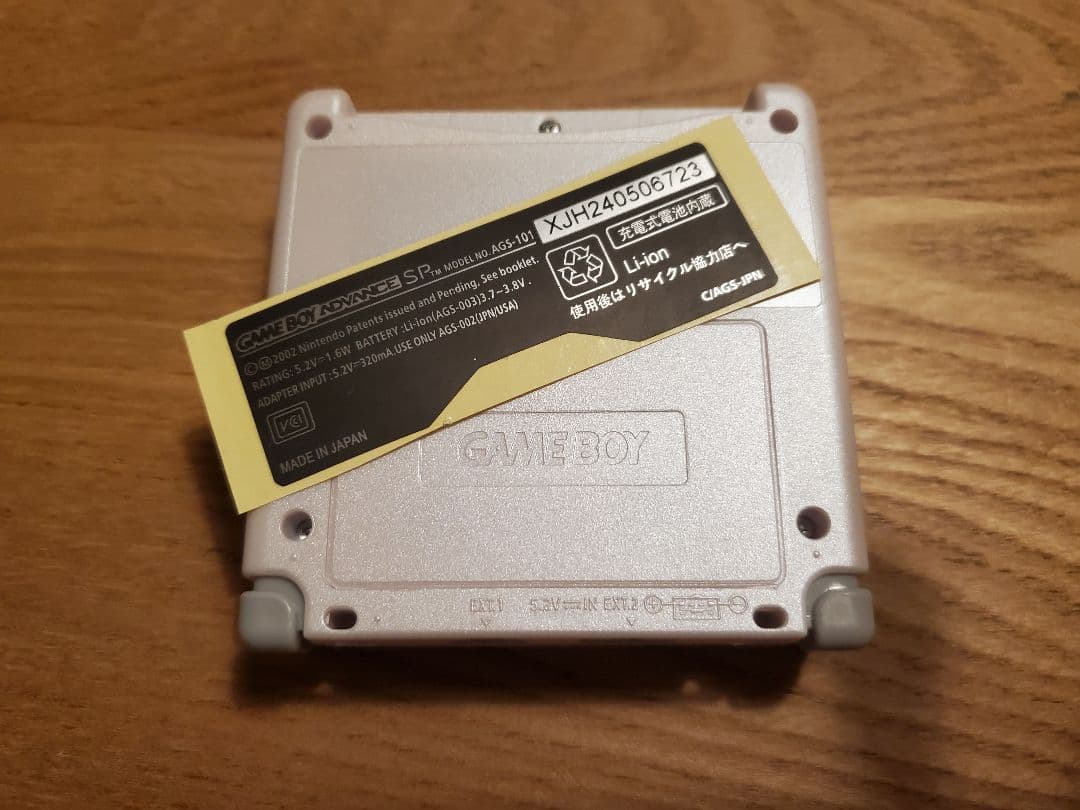 GAME BOY ADVANCE SP™ MODEL NO. AGS-101
©Ⓜ2002 Nintendo Patents issued and Pending, See booklet.
RATING: 5.2V⎓1.6W BATTERY :Li-ion(AGS-003)3.7~3.8V .
ADAPTER INPUT : 5.2V⎓320mA.USE ONLY AGS-002(JPN/USA)
VCI
MADE IN JAPAN
XJH240506723
充電式電池内蔵
Li-ion
使用後はリサイクル協力店へ
C/AGS-JPN
GAME BOY
EXT.1 5.2V⎓IN EXT.2